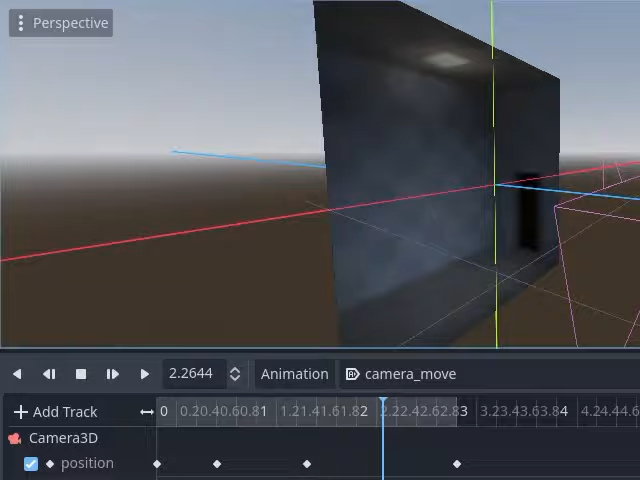 Perspective
2.2644 Animation camera_move
Add Track 0 0.20.40.60.81 1.21.41.61.82 2.22.42.62.83 3.23.43.63.84 4.24.44.6
Camera3D
position